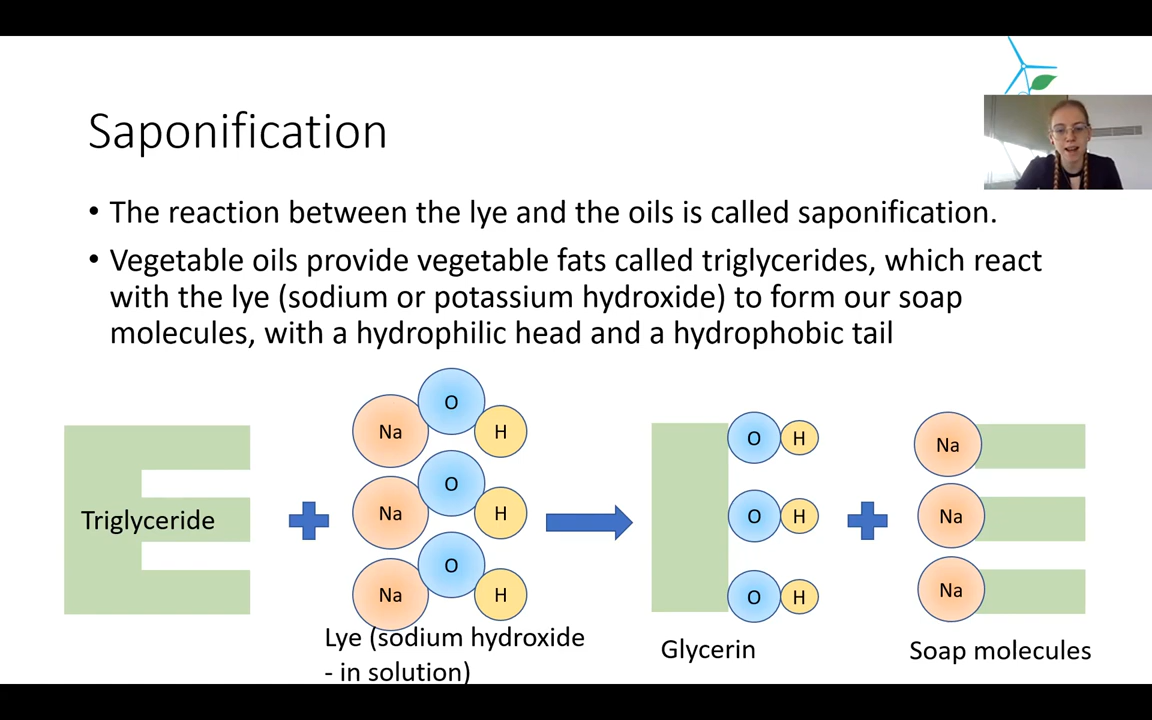 Saponification
• The reaction between the lye and the oils is called saponification.
• Vegetable oils provide vegetable fats called triglycerides, which react
with the lye (sodium or potassium hydroxide) to form our soap
molecules, with a hydrophilic head and a hydrophobic tail
Triglyceride
Na O H
Na O H
Na O H
Lye (sodium hydroxide
- in solution)
O H
O H
O H
Glycerin
Na
Na
Na
Soap molecules